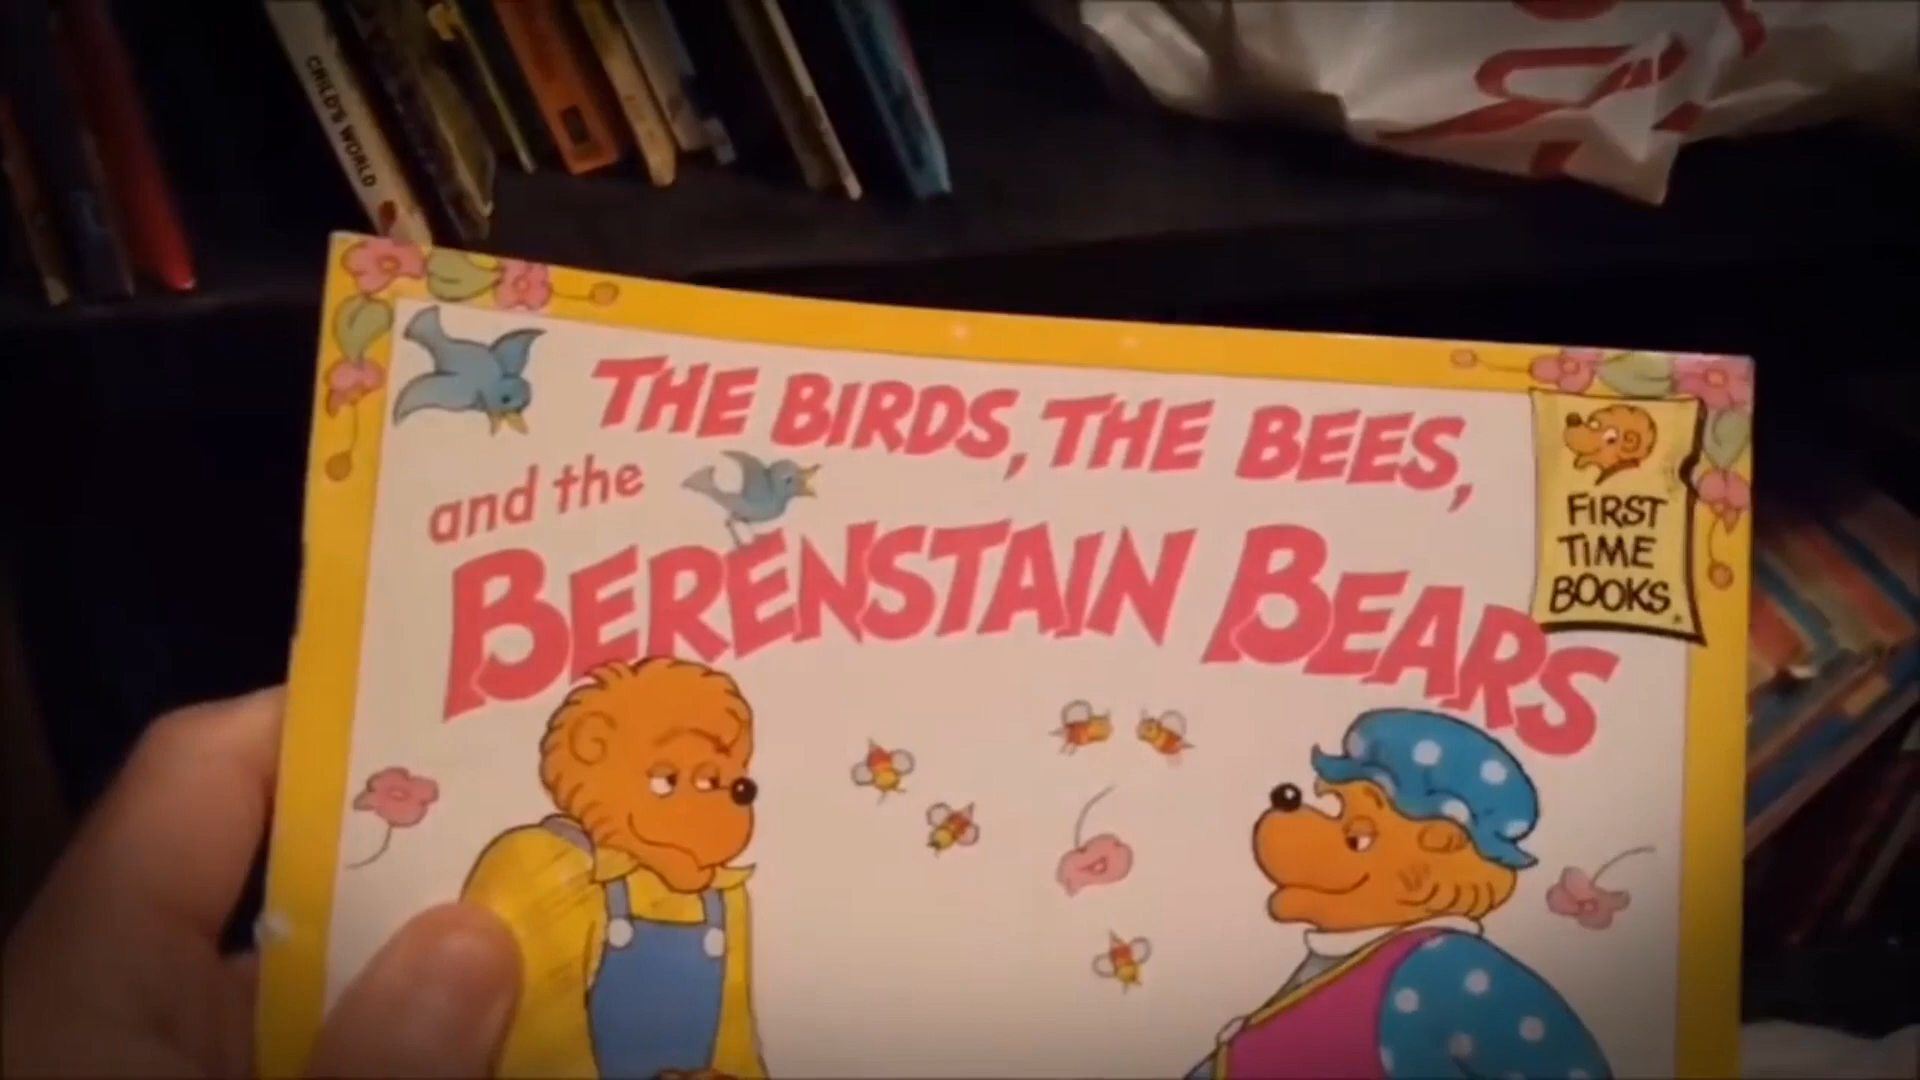 CHILD'S WORLD
THE BIRDS, THE BEES,
and the
BERENSTAIN BEARS
FIRST
TIME
BOOKS